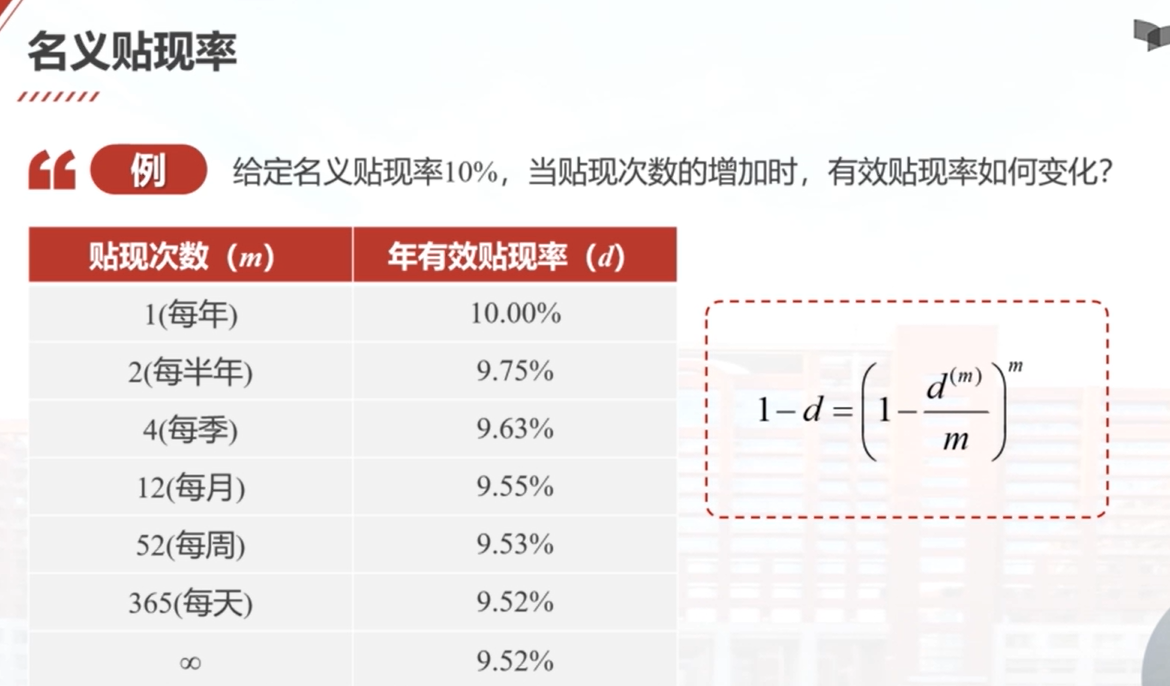 名义贴现率
例 给定名义贴现率10%，当贴现次数的增加时，有效贴现率如何变化？
贴现次数（m） 年有效贴现率（d）
1(每年) 10.00%
2(每半年) 9.75%
4(每季) 9.63%
12(每月) 9.55%
52(每周) 9.53%
365(每天) 9.52%
∞ 9.52%
1−d=(1−d^(m)/m)^m